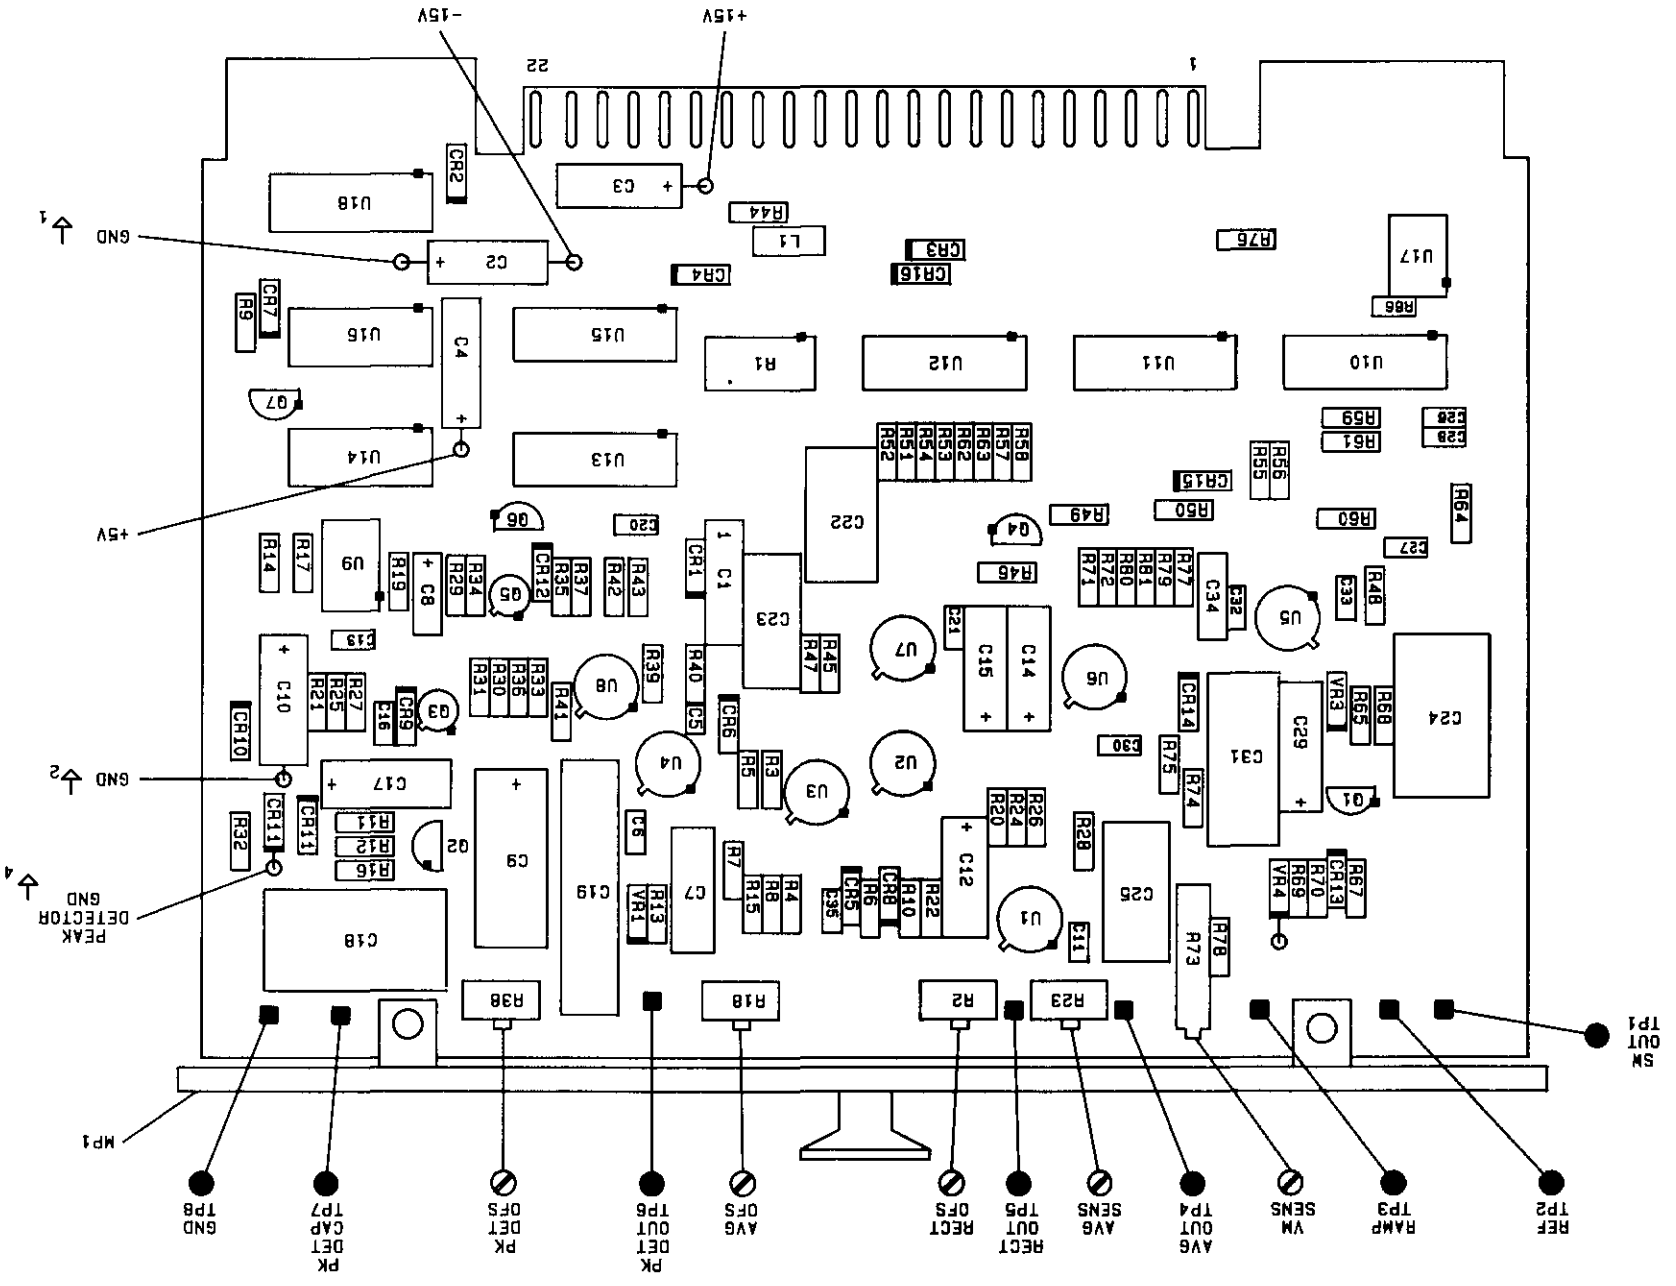 REF
TP2
RAMP
TP3
VM
SENS
AVG
OUT
TP4
AVG
SENS
RECT
OUT
TP5
RECT
OFS
AVG
OFS
PK
DET
OUT
TP6
PK
DET
OFS
PK
DET
CAP
TP7
GND
TP8
MP1
SW
OUT
TP1
R23
R2
R18
R38
R73
R78
C25
C11
U1
C12
R22
R10
CR8
R6
CR5
C35
R4
R8
R15
R7
C7
R13
VR1
C19
C9
C18
PEAK
DETECTOR
GND
4
R67
CR13
R70
R69
VR4
R28
R26
R24
R20
C6
Q2
R16
R12
R11
CR11
CR11
R32
Q1
C29
C31
R74
R75
C30
U2
U3
R3
R5
U4
C17
GND
2
C24
R68
R65
VR3
CR14
U6
C14
C15
C21
U7
R45
R47
C23
CR6
C5
R40
R39
U8
R41
R33
R36
R30
R31
Q3
CR9
C16
R27
R25
R21
C10
CR10
C13
R48
C33
U5
C32
C34
R77
R79
R81
R80
R72
R71
R46
C1
1
CR1
R43
R42
R37
R35
CR12
Q5
R34
R29
C8
R19
U9
R17
R14
C27
R60
R64
R50
CR15
R49
Q4
C22
C20
Q6
+5V
C28
C26
R61
R59
R56
R55
R58
R57
R63
R62
R53
R54
R51
R52
U13
U14
Q7
U10
U11
U12
R1
U15
C4
U16
CR7
R9
R66
U17
R76
CR16
CR3
CR4
L1
R44
C2
+
GND
1
C3
+
CR2
U18
1
22
+15V
-15V